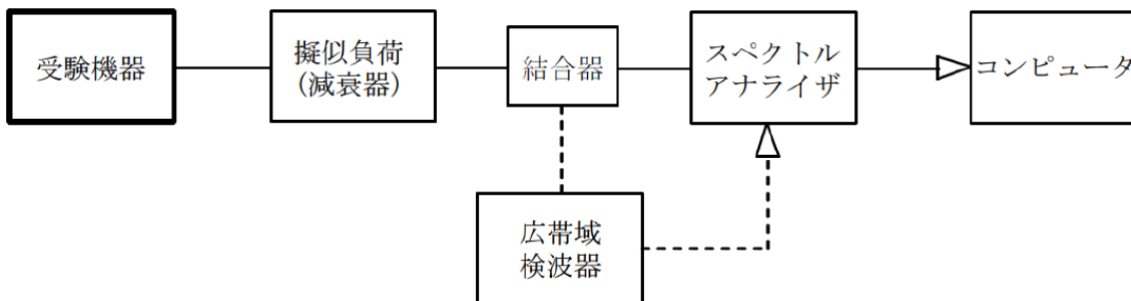 受験機器
擬似負荷
(減衰器)
結合器
スペクトル
アナライザ
コンピュータ
広帯域
検波器